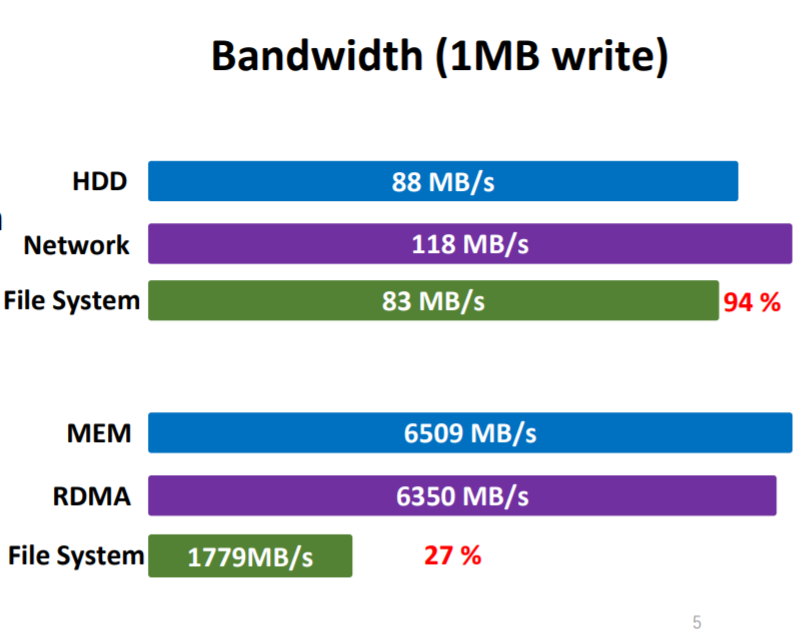 Bandwidth (1MB write)
HDD 88 MB/s
Network 118 MB/s
File System 83 MB/s 94 %
MEM 6509 MB/s
RDMA 6350 MB/s
File System 1779MB/s 27 %
5